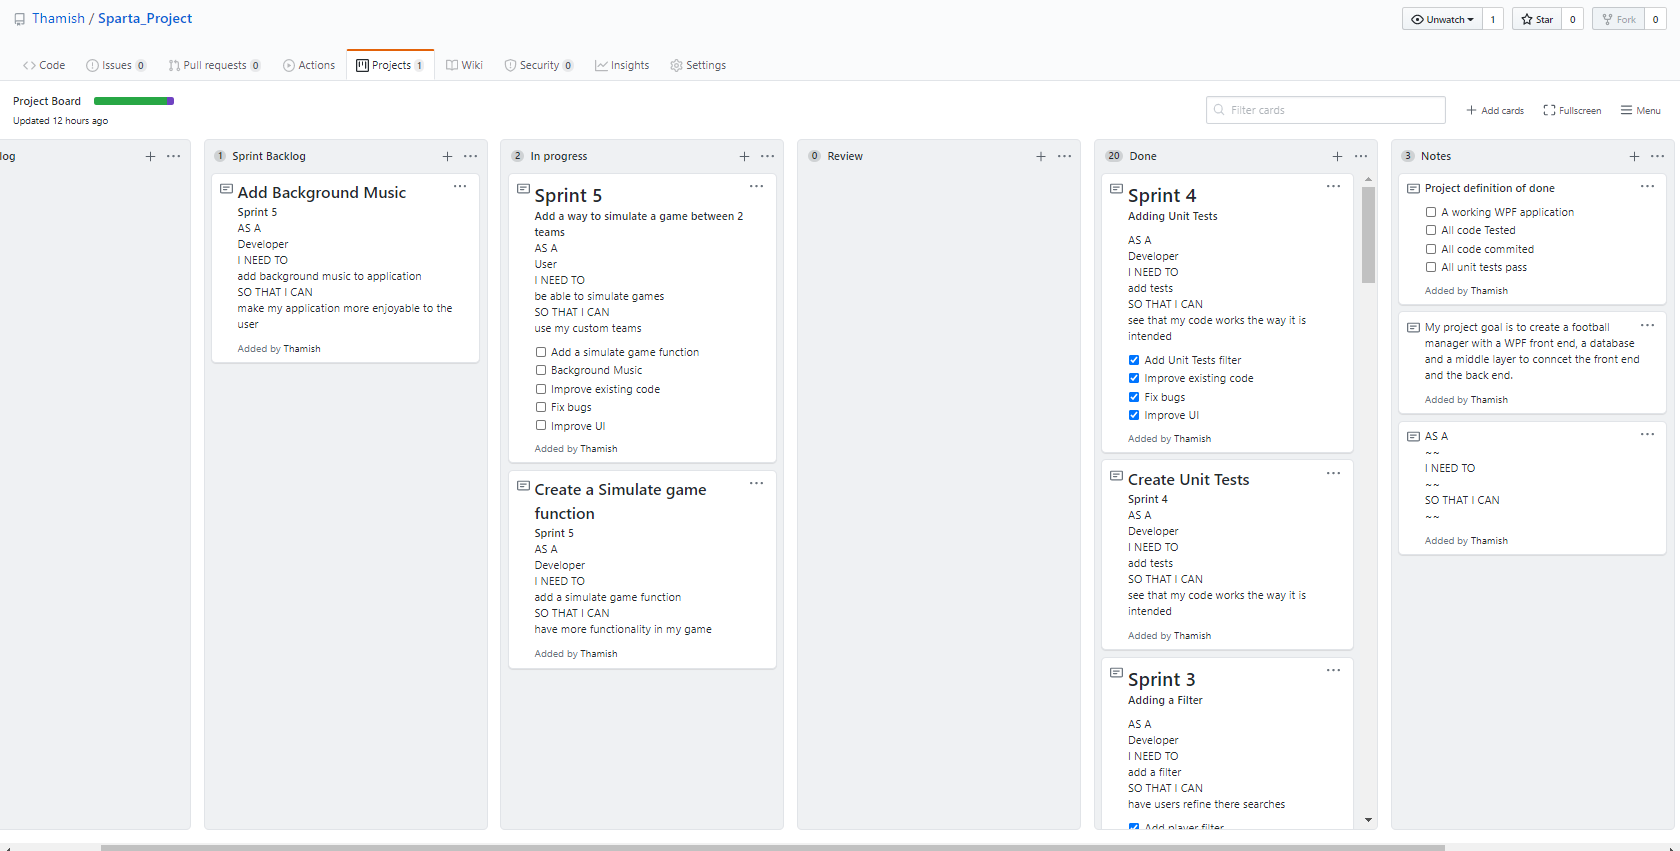 Thamish / Sparta_Project
Unwatch 1
Star 0
Fork 0
Code
Issues 0
Pull requests 0
Actions
Projects 1
Wiki
Security 0
Insights
Settings
Project Board
Updated 12 hours ago
Filter cards
Add cards
Fullscreen
Menu
log
1 Sprint Backlog
Add Background Music
Sprint 5
AS A
Developer
I NEED TO
add background music to application
SO THAT I CAN
make my application more enjoyable to the
user
Added by Thamish
2 In progress
Sprint 5
Add a way to simulate a game between 2
teams
AS A
User
I NEED TO
be able to simulate games
SO THAT I CAN
use my custom teams
Add a simulate game function
Background Music
Improve existing code
Fix bugs
Improve UI
Added by Thamish
Create a Simulate game
function
Sprint 5
AS A
Developer
I NEED TO
add a simulate game function
SO THAT I CAN
have more functionality in my game
Added by Thamish
0 Review
20 Done
Sprint 4
Adding Unit Tests
AS A
Developer
I NEED TO
add tests
SO THAT I CAN
see that my code works the way it is
intended
Add Unit Tests filter
Improve existing code
Fix bugs
Improve UI
Added by Thamish
Create Unit Tests
Sprint 4
AS A
Developer
I NEED TO
add tests
SO THAT I CAN
see that my code works the way it is
intended
Added by Thamish
Sprint 3
Adding a Filter
AS A
Developer
I NEED TO
add a filter
SO THAT I CAN
have users refine there searches
Add player filter
3 Notes
Project definition of done
A working WPF application
All code Tested
All code commited
All unit tests pass
Added by Thamish
My project goal is to create a football
manager with a WPF front end, a database
and a middle layer to conncet the front end
and the back end.
Added by Thamish
AS A
~~
I NEED TO
~~
SO THAT I CAN
~~
Added by Thamish